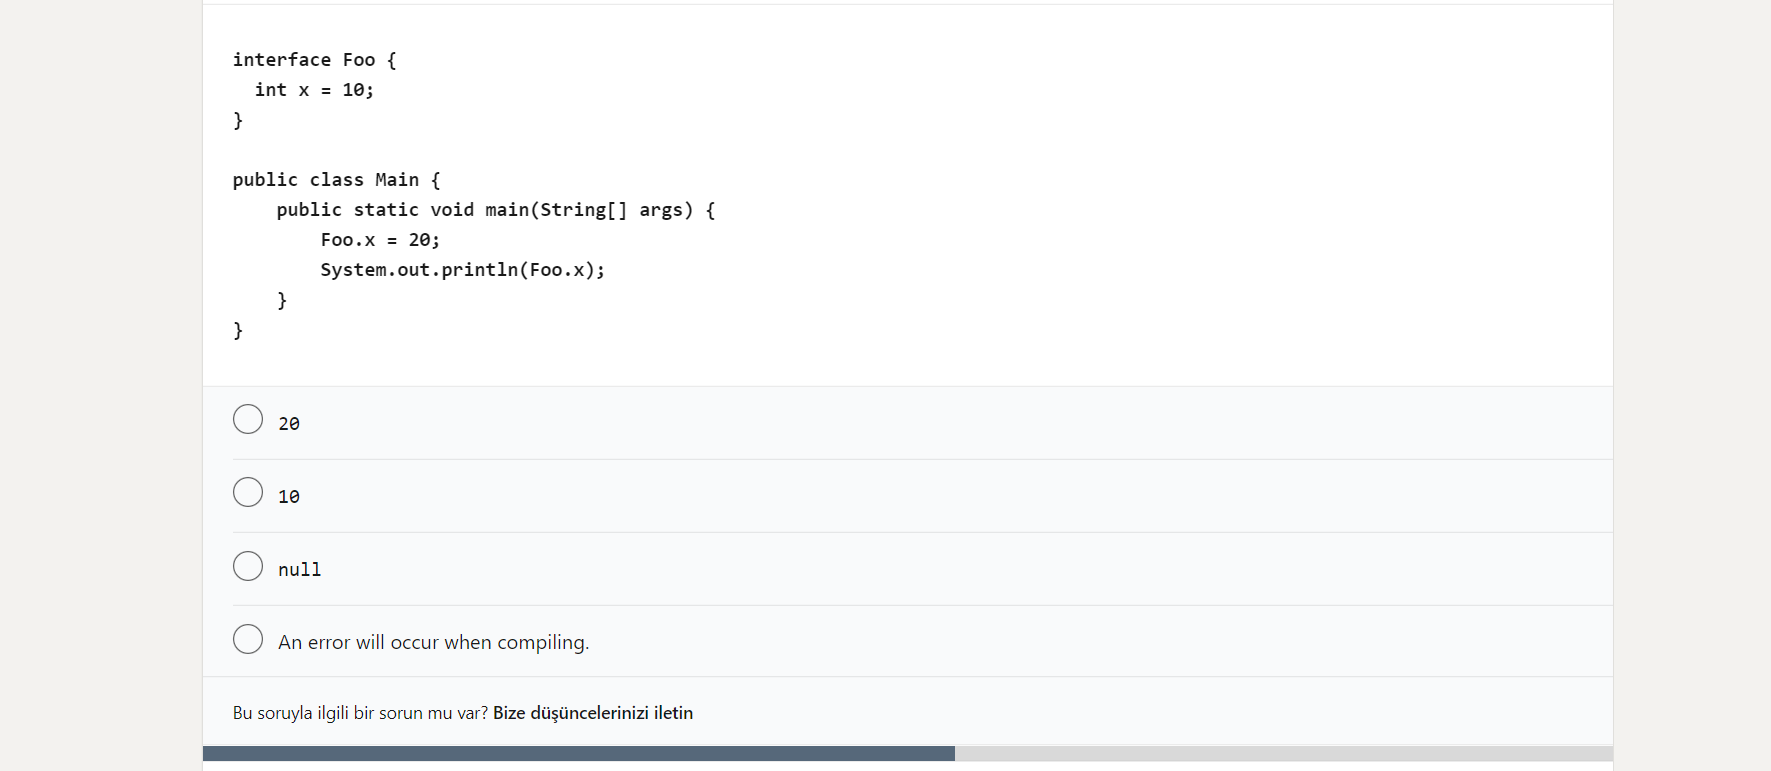 interface Foo {
  int x = 10;
}
public class Main {
    public static void main(String[] args) {
        Foo.x = 20;
        System.out.println(Foo.x);
    }
}
20
10
null
An error will occur when compiling.
Bu soruyla ilgili bir sorun mu var? Bize düşüncelerinizi iletin